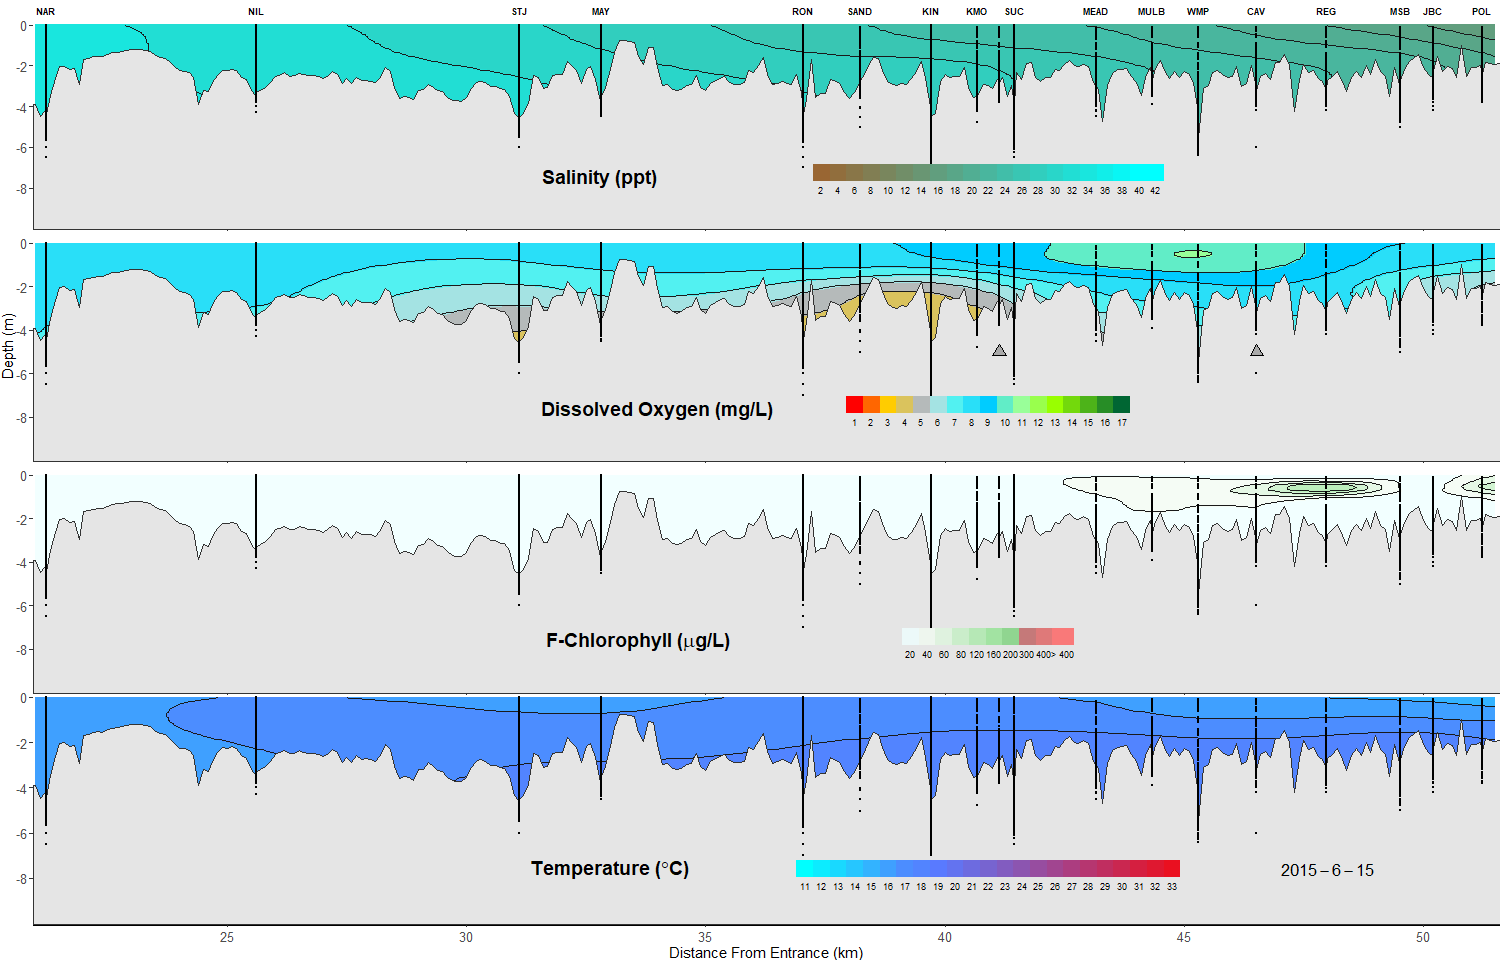 NAR NIL STJ MAY RON SAND KIN KMO SUC MEAD MULB WMP CAV REG MSB JBC POL
0
-2
-4
-6
-8
Salinity (ppt)
2 4 6 8 10 12 14 16 18 20 22 24 26 28 30 32 34 36 38 40 42
0
-2
-4
-6
-8
Depth (m)
Dissolved Oxygen (mg/L)
1 2 3 4 5 6 7 8 9 10 11 12 13 14 15 16 17
0
-2
-4
-6
-8
F-Chlorophyll (μg/L)
20 40 60 80 120 160 200 300 400 > 400
0
-2
-4
-6
-8
Temperature (°C)
11 12 13 14 15 16 17 18 19 20 21 22 23 24 25 26 27 28 29 30 31 32 33
2015 – 6 – 15
25 30 35 40 45 50
Distance From Entrance (km)